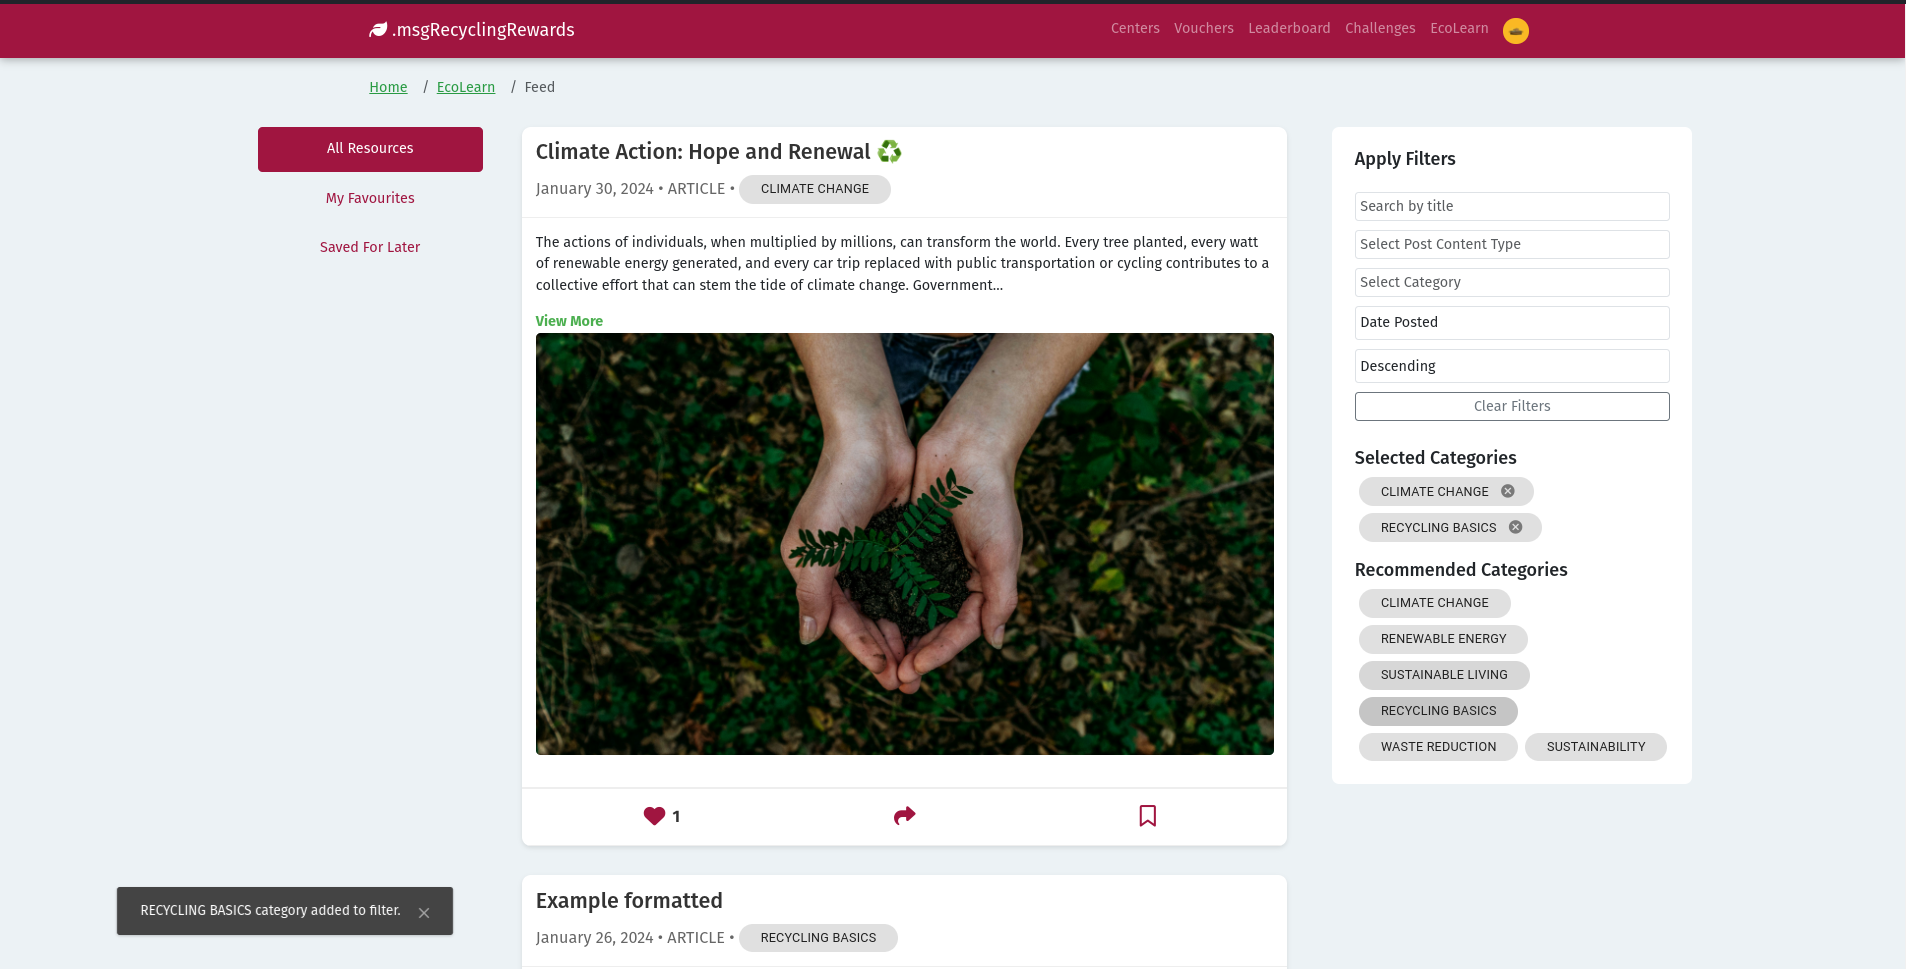 .msgRecyclingRewards
Centers Vouchers Leaderboard Challenges EcoLearn
Home / EcoLearn / Feed
All Resources
My Favourites
Saved For Later
Climate Action: Hope and Renewal ♻️
January 30, 2024 • ARTICLE • CLIMATE CHANGE
The actions of individuals, when multiplied by millions, can transform the world. Every tree planted, every watt
of renewable energy generated, and every car trip replaced with public transportation or cycling contributes to a
collective effort that can stem the tide of climate change. Government...
View More
1
Example formatted
January 26, 2024 • ARTICLE • RECYCLING BASICS
Apply Filters
Search by title
Select Post Content Type
Select Category
Date Posted
Descending
Clear Filters
Selected Categories
CLIMATE CHANGE
RECYCLING BASICS
Recommended Categories
CLIMATE CHANGE
RENEWABLE ENERGY
SUSTAINABLE LIVING
RECYCLING BASICS
WASTE REDUCTION SUSTAINABILITY
RECYCLING BASICS category added to filter.